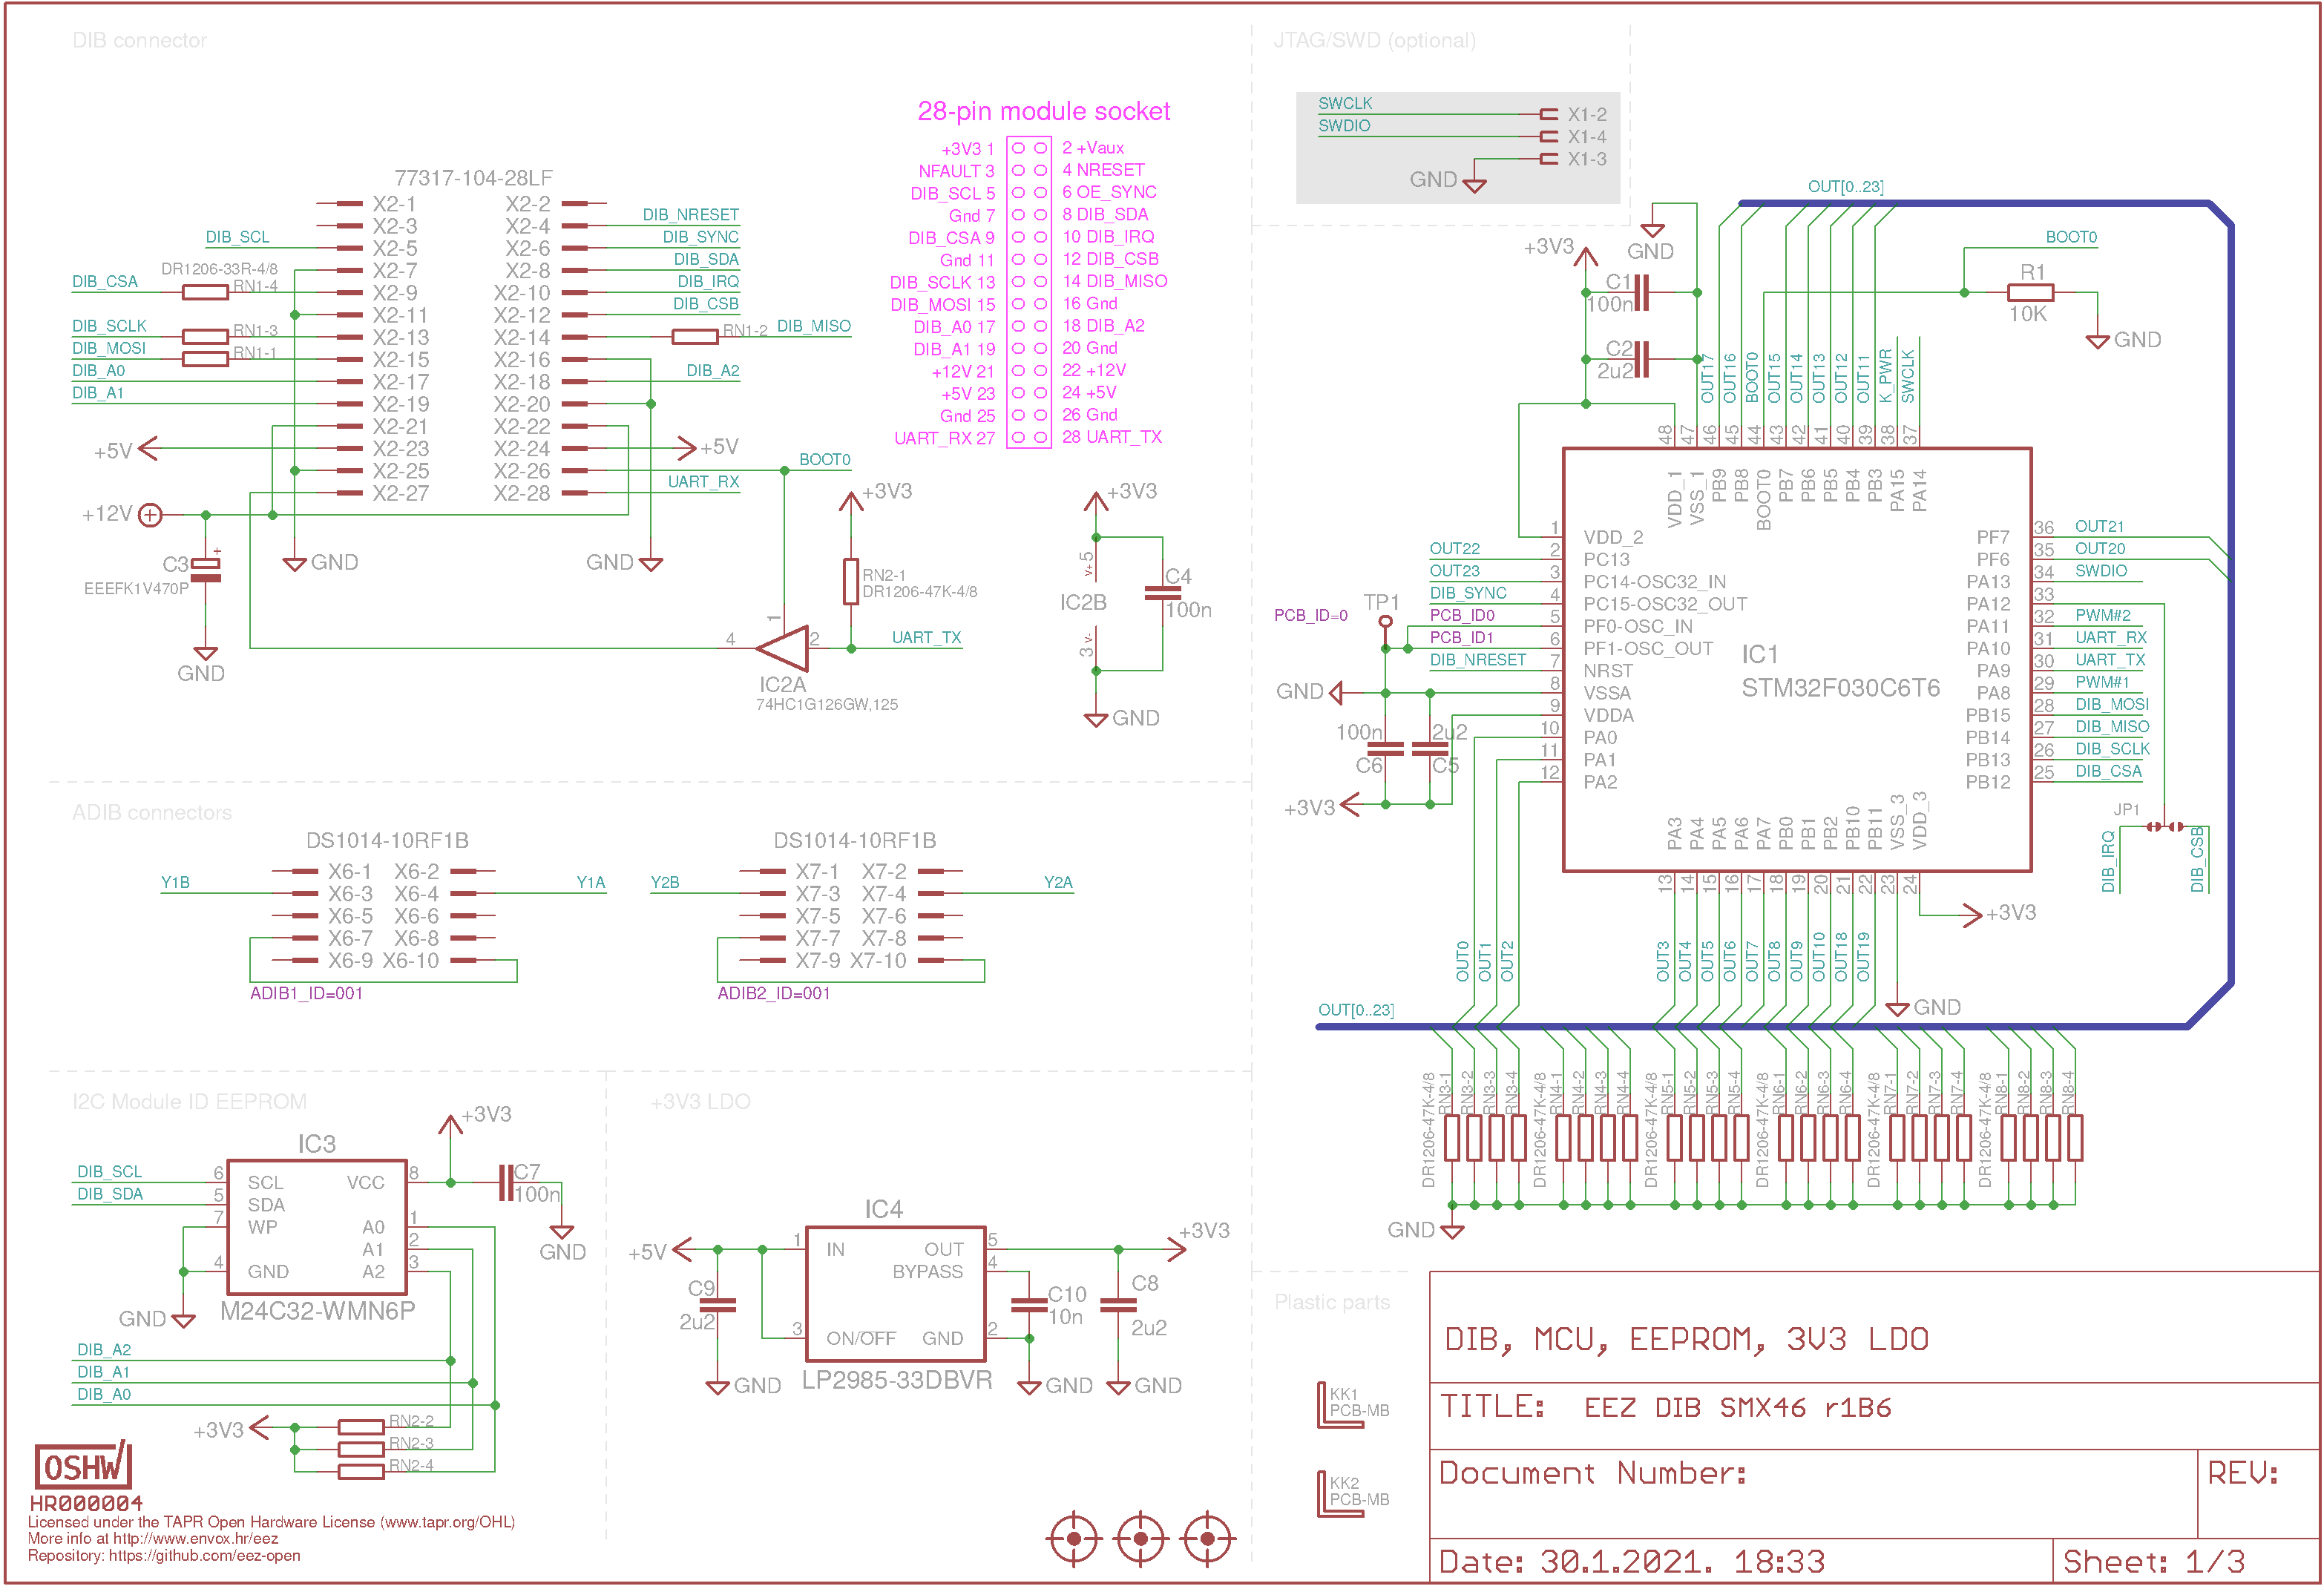 DIB connector
77317-104-28LF
X2-1 X2-2
X2-3 X2-4 DIB_NRESET
DIB_SCL X2-5 X2-6 DIB_SYNC
DR1206-33R-4/8 X2-7 X2-8 DIB_SDA
DIB_CSA RN1-4 X2-9 X2-10 DIB_IRQ
X2-11 X2-12 DIB_CSB
DIB_SCLK RN1-3 X2-13 X2-14 RN1-2 DIB_MISO
DIB_MOSI RN1-1 X2-15 X2-16
DIB_A0 X2-17 X2-18 DIB_A2
DIB_A1 X2-19 X2-20
X2-21 X2-22
+5V X2-23 X2-24 +5V
X2-25 X2-26 BOOT0
X2-27 X2-28 UART_RX
+12V
C3
+
EEEFK1V470P
GND
GND
GND
+3V3
RN2-1
DR1206-47K-4/8
4 1 2 UART_TX
IC2A
74HC1G126GW,125
+3V3
V+ 5
IC2B
3 V-
C4
100n
GND
28-pin module socket
+3V3 1 2 +Vaux
NFAULT 3 4 NRESET
DIB_SCL 5 6 OE_SYNC
Gnd 7 8 DIB_SDA
DIB_CSA 9 10 DIB_IRQ
Gnd 11 12 DIB_CSB
DIB_SCLK 13 14 DIB_MISO
DIB_MOSI 15 16 Gnd
DIB_A0 17 18 DIB_A2
DIB_A1 19 20 Gnd
+12V 21 22 +12V
+5V 23 24 +5V
Gnd 25 26 Gnd
UART_RX 27 28 UART_TX
JTAG/SWD (optional)
SWCLK X1-2
SWDIO X1-4
X1-3
GND
OUT[0..23]
+3V3
GND
C1
100n
C2
2u2
BOOT0
R1
10K
GND
OUT17
OUT16
BOOT0
OUT15
OUT14
OUT13
OUT12
OUT11
K_PWR
SWCLK
48 47 46 45 44 43 42 41 40 39 38 37
VDD_1 VSS_1 PB9 PB8 BOOT0 PB7 PB6 PB5 PB4 PB3 PA15 PA14
1 VDD_2
OUT22 2 PC13
OUT23 3 PC14-OSC32_IN
DIB_SYNC 4 PC15-OSC32_OUT
PCB_ID=0 TP1 PCB_ID0 5 PF0-OSC_IN
PCB_ID1 6 PF1-OSC_OUT
DIB_NRESET 7 NRST
GND 8 VSSA
9 VDDA
10 PA0
11 PA1
12 PA2
100n
C6
2u2
C5
+3V3
IC1
STM32F030C6T6
PF7 36 OUT21
PF6 35 OUT20
PA13 34 SWDIO
PA12 33
PA11 32 PWM#2
PA10 31 UART_RX
PA9 30 UART_TX
PA8 29 PWM#1
PB15 28 DIB_MOSI
PB14 27 DIB_MISO
PB13 26 DIB_SCLK
PB12 25 DIB_CSA
JP1
DIB_IRQ
DIB_CSB
PA3 PA4 PA5 PA6 PA7 PB0 PB1 PB2 PB10 PB11 VSS_3 VDD_3
13 14 15 16 17 18 19 20 21 22 23 24
+3V3
OUT0 OUT1 OUT2 OUT3 OUT4 OUT5 OUT6 OUT7 OUT8 OUT9 OUT10 OUT18 OUT19
GND
OUT[0..23]
DR1206-47K-4/8 RN3-1 RN3-2 RN3-3 RN3-4
DR1206-47K-4/8 RN4-1 RN4-2 RN4-3 RN4-4
DR1206-47K-4/8 RN5-1 RN5-2 RN5-3 RN5-4
DR1206-47K-4/8 RN6-1 RN6-2 RN6-3 RN6-4
DR1206-47K-4/8 RN7-1 RN7-2 RN7-3 RN7-4
DR1206-47K-4/8 RN8-1 RN8-2 RN8-3 RN8-4
GND
ADIB connectors
DS1014-10RF1B
X6-1 X6-2
Y1B X6-3 X6-4 Y1A
X6-5 X6-6
X6-7 X6-8
X6-9 X6-10
ADIB1_ID=001
DS1014-10RF1B
X7-1 X7-2
Y2B X7-3 X7-4 Y2A
X7-5 X7-6
X7-7 X7-8
X7-9 X7-10
ADIB2_ID=001
I2C Module ID EEPROM
IC3
+3V3
DIB_SCL 6 SCL VCC 8
DIB_SDA 5 SDA
7 WP A0 1
A1 2
4 GND A2 3
C7
100n
GND
GND
M24C32-WMN6P
DIB_A2
DIB_A1
DIB_A0
+3V3
RN2-2
RN2-3
RN2-4
+3V3 LDO
IC4
+5V 1 IN OUT 5 +3V3
BYPASS 4
3 ON/OFF GND 2
C9
2u2
C10
10n
C8
2u2
GND
LP2985-33DBVR
GND
GND
OSHW
HR000004
Licensed under the TAPR Open Hardware License (www.tapr.org/OHL)
More info at http://www.envox.hr/eez
Repository: https://github.com/eez-open
Plastic parts
KK1
PCB-MB
KK2
PCB-MB
DIB, MCU, EEPROM, 3V3 LDO
TITLE: EEZ DIB SMX46 r1B6
Document Number:
REV:
Date: 30.1.2021. 18:33
Sheet: 1/3